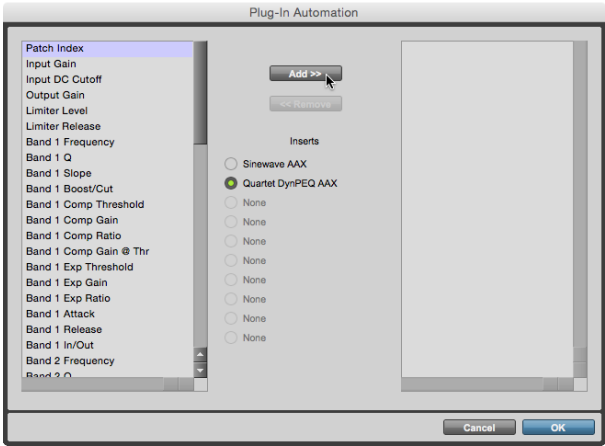 Plug-In Automation
Patch Index
Input Gain
Input DC Cutoff
Output Gain
Limiter Level
Limiter Release
Band 1 Frequency
Band 1 Q
Band 1 Slope
Band 1 Boost/Cut
Band 1 Comp Threshold
Band 1 Comp Gain
Band 1 Comp Ratio
Band 1 Comp Gain @ Thr
Band 1 Exp Threshold
Band 1 Exp Gain
Band 1 Exp Ratio
Band 1 Attack
Band 1 Release
Band 1 In/Out
Band 2 Frequency
Band 2 Q
Add >>
<< Remove
Inserts
Sinewave AAX
Quartet DynPEQ AAX
None
None
None
None
None
None
None
None
Cancel
OK